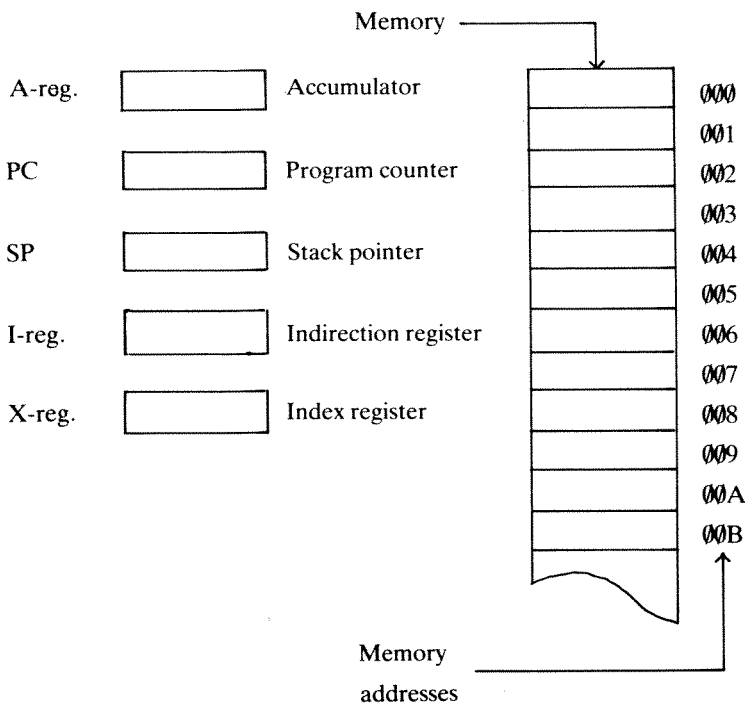 Memory
A-reg. Accumulator
PC Program counter
SP Stack pointer
I-reg. Indirection register
X-reg. Index register
000
001
002
003
004
005
006
007
008
009
00A
00B
Memory
addresses